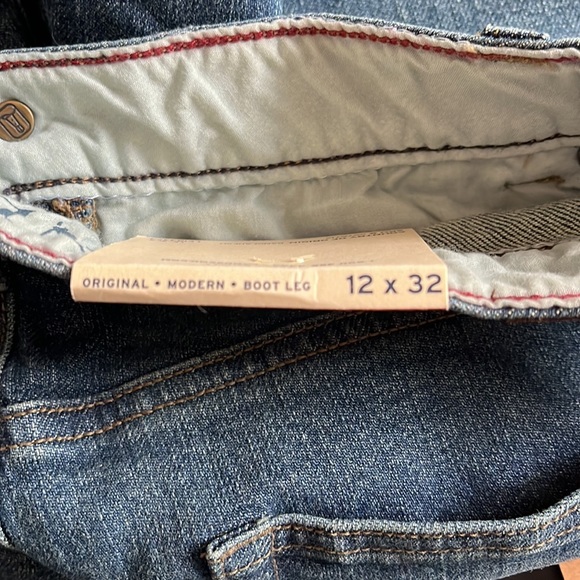 ORIGINAL • MODERN • BOOT LEG 12 x 32